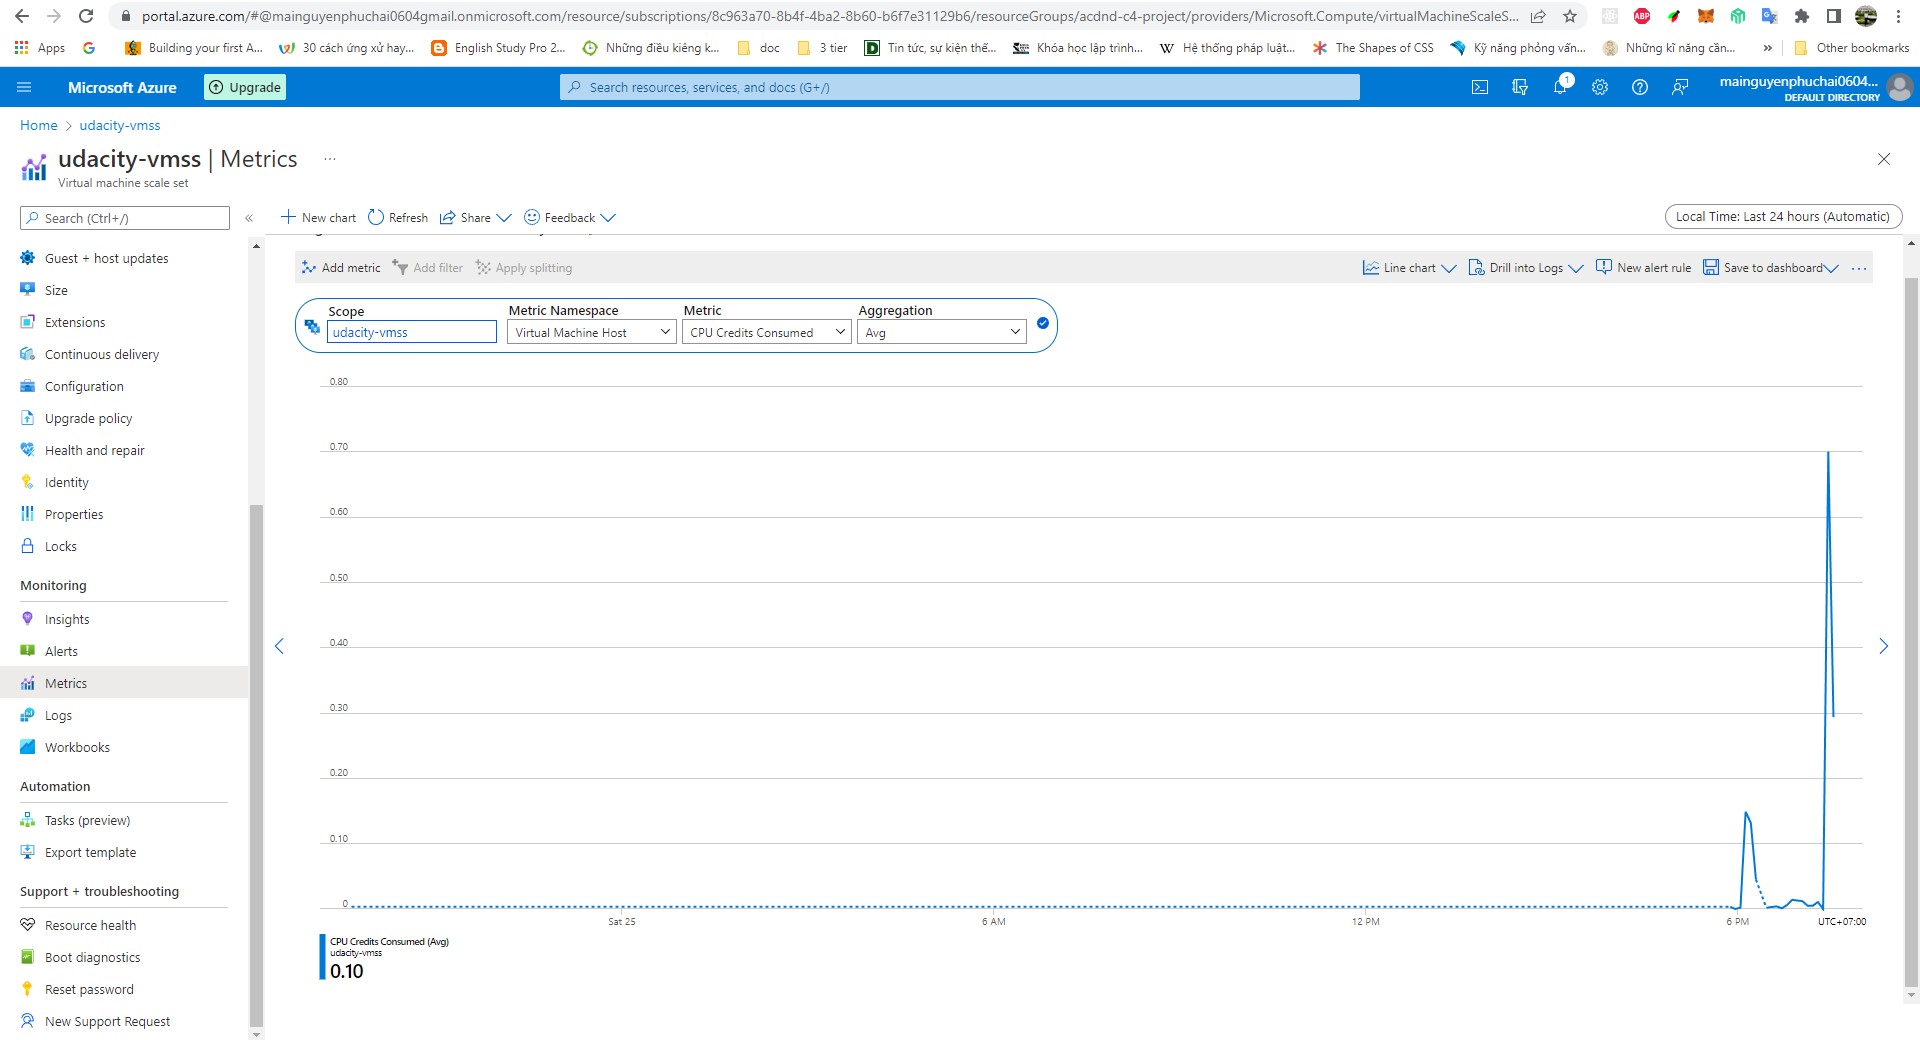 portal.azure.com/#@mainguyenphuchai0604gmail.onmicrosoft.com/resource/subscriptions/8c963a70-8b4f-4ba2-8b60-b6f7e31129b6/resourceGroups/acdnd-c4-project/providers/Microsoft.Compute/virtualMachineScaleS...
ABP
Apps
Building your first A...
30 cách ứng xử hay...
English Study Pro 2...
Những điều kiêng k...
doc
3 tier
Tin tức, sự kiện thế...
Khóa học lập trình...
Hệ thống pháp luật...
The Shapes of CSS
Kỹ năng phỏng vấn...
Những kĩ năng cần...
»
Other bookmarks
Microsoft Azure
Upgrade
Search resources, services, and docs (G+/)
1
mainguyenphuchai0604...
DEFAULT DIRECTORY
Home > udacity-vmss
udacity-vmss | Metrics ...
Virtual machine scale set
Search (Ctrl+/)
«
New chart
Refresh
Share
Feedback
Local Time: Last 24 hours (Automatic)
Guest + host updates
Size
Extensions
Continuous delivery
Configuration
Upgrade policy
Health and repair
Identity
Properties
Locks
Monitoring
Insights
Alerts
Metrics
Logs
Workbooks
Automation
Tasks (preview)
Export template
Support + troubleshooting
Resource health
Boot diagnostics
Reset password
New Support Request
Add metric
Add filter
Apply splitting
Line chart
Drill into Logs
New alert rule
Save to dashboard
...
Scope
udacity-vmss
Metric Namespace
Virtual Machine Host
Metric
CPU Credits Consumed
Aggregation
Avg
0.80
0.70
0.60
0.50
0.40
0.30
0.20
0.10
0
Sat 25
6 AM
12 PM
6 PM
UTC+07:00
CPU Credits Consumed (Avg)
udacity-vmss
0.10